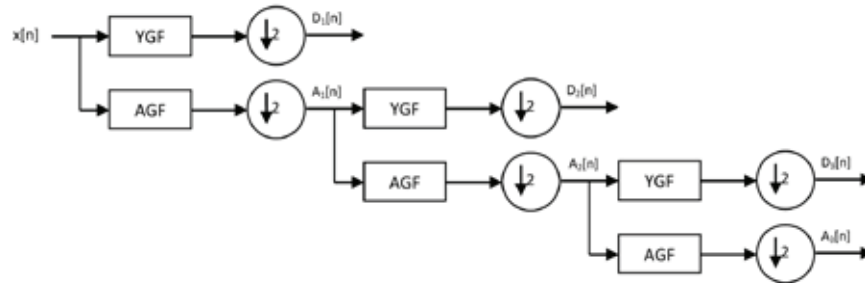 D₁[n]
x[n] YGF ↓2
A₁[n] D₂[n]
AGF ↓2 YGF ↓2
A₂[n] D₃[n]
AGF ↓2 YGF ↓2
A₃[n]
AGF ↓2